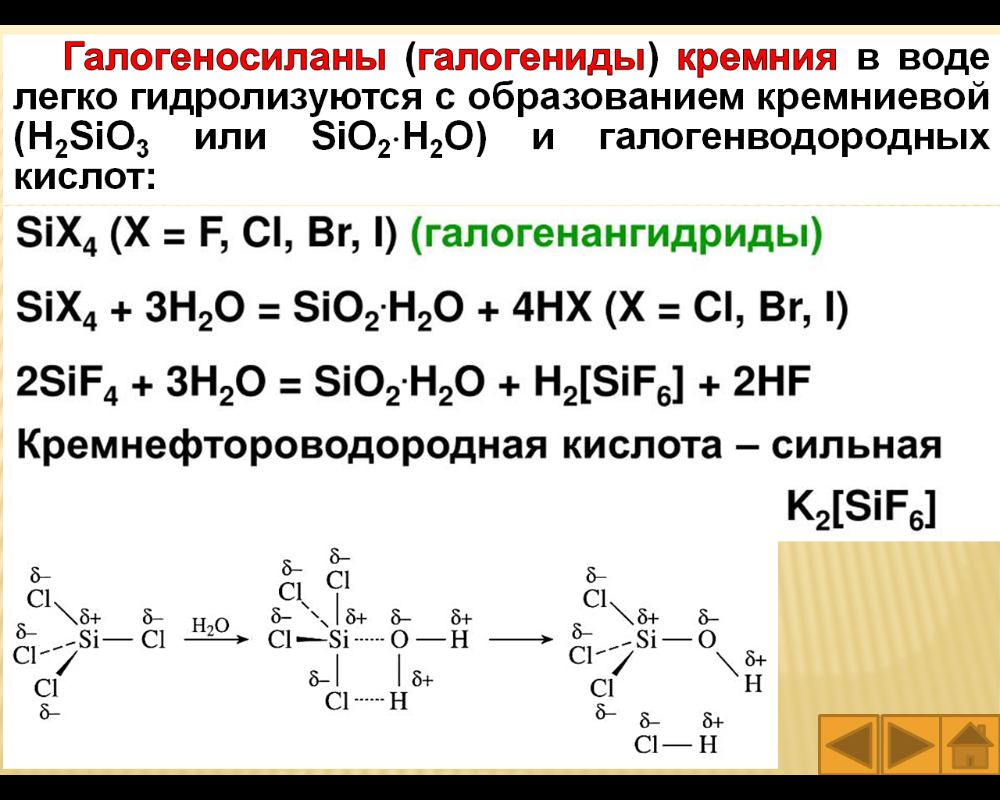 Галогеносиланы (галогениды) кремния в воде
легко гидролизуются с образованием кремниевой
(H₂SiO₃ или SiO₂·H₂O) и галогенводородных
кислот:
SiX₄ (X = F, Cl, Br, I) (галогенангидриды)
SiX₄ + 3H₂O = SiO₂·H₂O + 4HX (X = Cl, Br, I)
2SiF₄ + 3H₂O = SiO₂·H₂O + H₂[SiF₆] + 2HF
Кремнефтороводородная кислота – сильная
K₂[SiF₆]
δ–
Cl
δ+
δ–
δ–
Si
Cl
Cl
Cl
δ–
H₂O
δ–
δ–
Cl
Cl
δ–
δ+
δ–
δ+
Cl
Si
O
H
δ–
δ+
Cl
H
δ–
Cl
δ+
δ–
δ–
Si
O
Cl
δ+
Cl
H
δ–
δ–
δ+
Cl
H